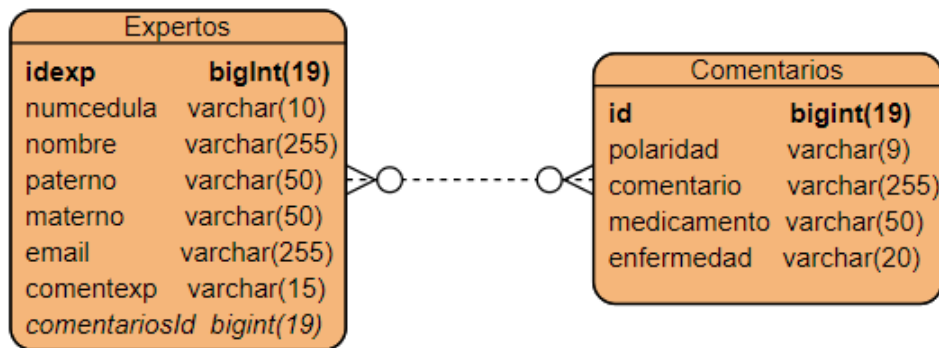 Expertos
idexp bigInt(19)
numcedula varchar(10)
nombre varchar(255)
paterno varchar(50)
materno varchar(50)
email varchar(255)
comentexp varchar(15)
comentariosId bigint(19)
Comentarios
id bigint(19)
polaridad varchar(9)
comentario varchar(255)
medicamento varchar(50)
enfermedad varchar(20)